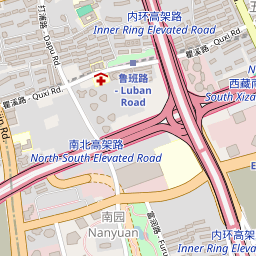 内环高架路
Inner Ring Elevated Road
打浦路 - Dapu Rd
瞿溪路 - Quxi Rd.
瞿溪路
鲁班路
- Luban
Road
西藏南
South Xiza
南北高架路
North-South Elevated Road
南园
Nanyuan
内环高架
Inner Ring Elevated